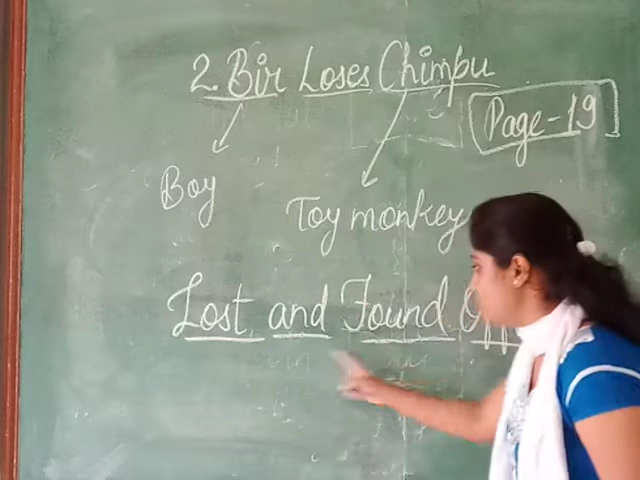 2. Bir Loses Chimpu
Page-19
Boy
Toy monkey
Lost and Found